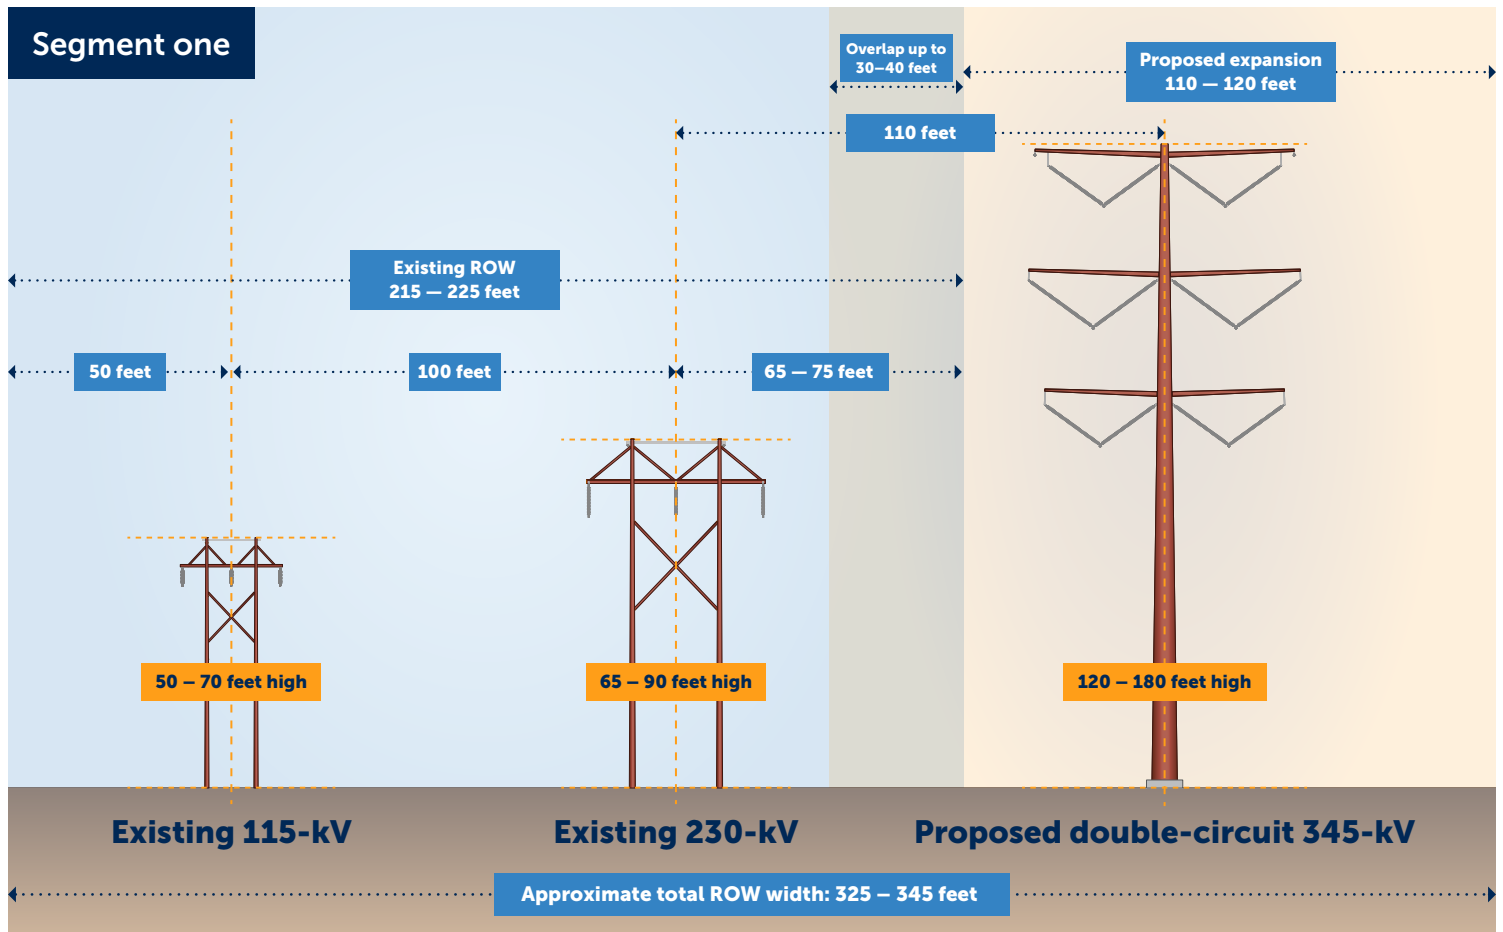 Segment one
Overlap up to
30–40 feet
Proposed expansion
110 — 120 feet
110 feet
Existing ROW
215 — 225 feet
50 feet
100 feet
65 — 75 feet
50 – 70 feet high
65 – 90 feet high
120 – 180 feet high
Existing 115-kV
Existing 230-kV
Proposed double-circuit 345-kV
Approximate total ROW width: 325 – 345 feet